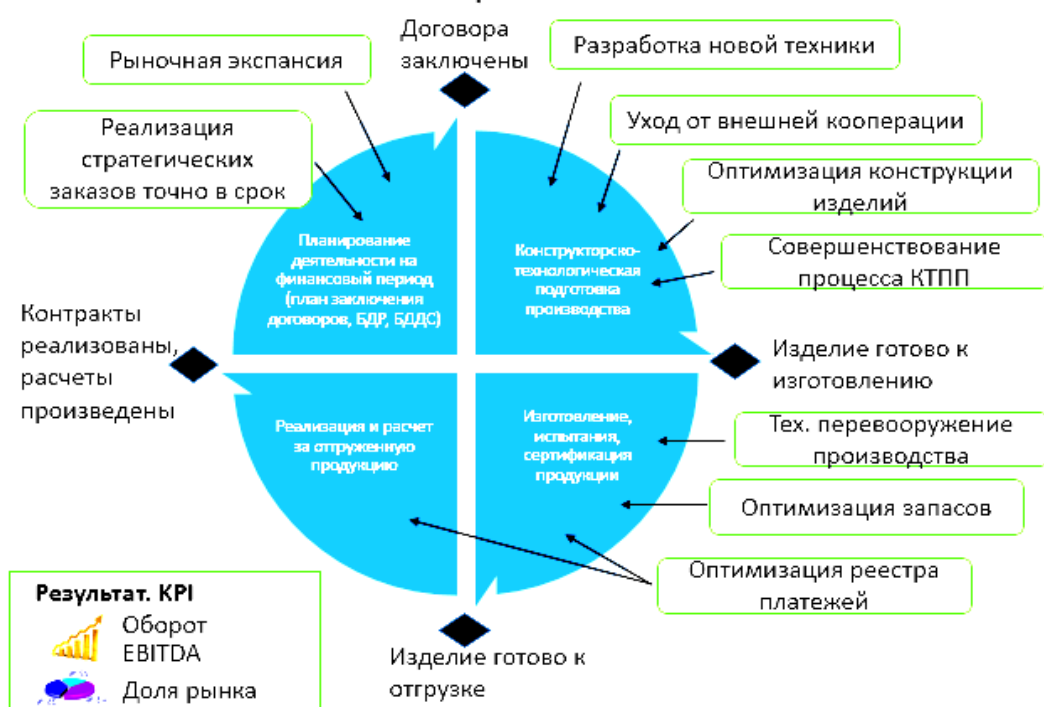 Договора
заключены
Рыночная экспансия
Разработка новой техники
Реализация
стратегических
заказов точно в срок
Уход от внешней кооперации
Оптимизация конструкции
изделий
Совершенствование
процесса КТПП
Планирование
деятельности на
финансовый период
(план заключения
договоров, БДР, БДДС)
Конструкторско-
технологическая
подготовка
производства
Контракты
реализованы,
расчеты
произведены
Изделие готово к
изготовлению
Реализация и расчет
за отгруженную
продукцию
Изготовление,
испытания,
сертификация
продукции
Тех. перевооружение
производства
Оптимизация запасов
Оптимизация реестра
платежей
Изделие готово к
отгрузке
Результат. KPI
Оборот
EBITDA
Доля рынка